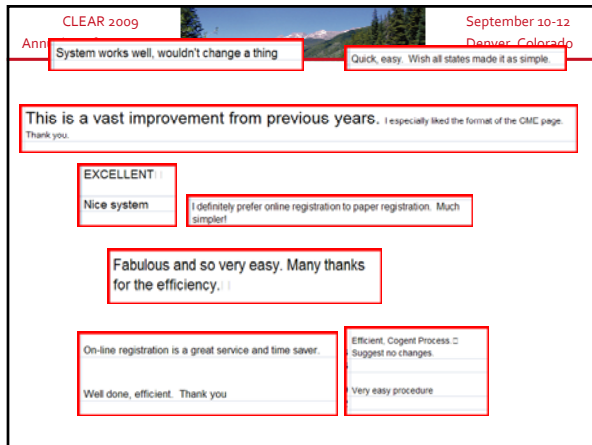 CLEAR 2009
September 10-12
Denver, Colorado
System works well, wouldn't change a thing
Quick, easy.  Wish all states made it as simple.
This is a vast improvement from previous years. I especially liked the format of the CME page.
Thank you.
EXCELLENT
Nice system
I definitely prefer online registration to paper registration.  Much
simpler!
Fabulous and so very easy. Many thanks
for the efficiency.
On-line registration is a great service and time saver.
Well done, efficient.  Thank you
Efficient, Cogent Process.
Suggest no changes.
Very easy procedure